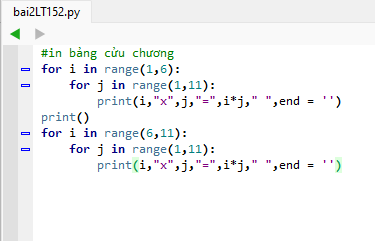 bai2LT152.py
#in bảng cửu chương
for i in range(1,6):
    for j in range(1,11):
        print(i,"x",j,"=",i*j," ",end = '')
print()
for i in range(6,11):
    for j in range(1,11):
        print(i,"x",j,"=",i*j," ",end = '')